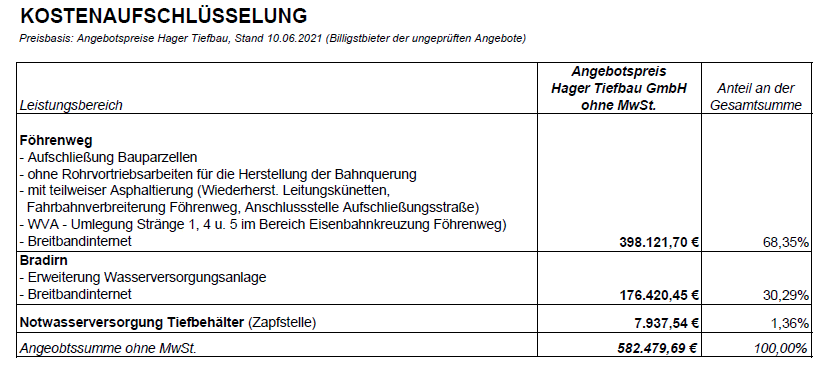 KOSTENAUFSCHLÜSSELUNG
Preisbasis: Angebotspreise Hager Tiefbau, Stand 10.06.2021 (Billigstbieter der ungeprüften Angebote)
Leistungsbereich
Angebotspreis
Hager Tiefbau GmbH
ohne MwSt.
Anteil an der
Gesamtsumme
Föhrenweg
- Aufschließung Bauparzellen
- ohne Rohrvortriebsarbeiten für die Herstellung der Bahnquerung
- mit teilweiser Asphaltierung (Wiederherst. Leitungskünetten,
Fahrbahnverbreiterung Föhrenweg, Anschlussstelle Aufschließungsstraße)
- WVA - Umlegung Stränge 1, 4 u. 5 im Bereich Eisenbahnkreuzung Föhrenweg)
- Breitbandinternet 398.121,70 € 68,35%
Bradirn
- Erweiterung Wasserversorgungsanlage
- Breitbandinternet 176.420,45 € 30,29%
Notwasserversorgung Tiefbehälter (Zapfstelle) 7.937,54 € 1,36%
Angeobtssumme ohne MwSt. 582.479,69 € 100,00%